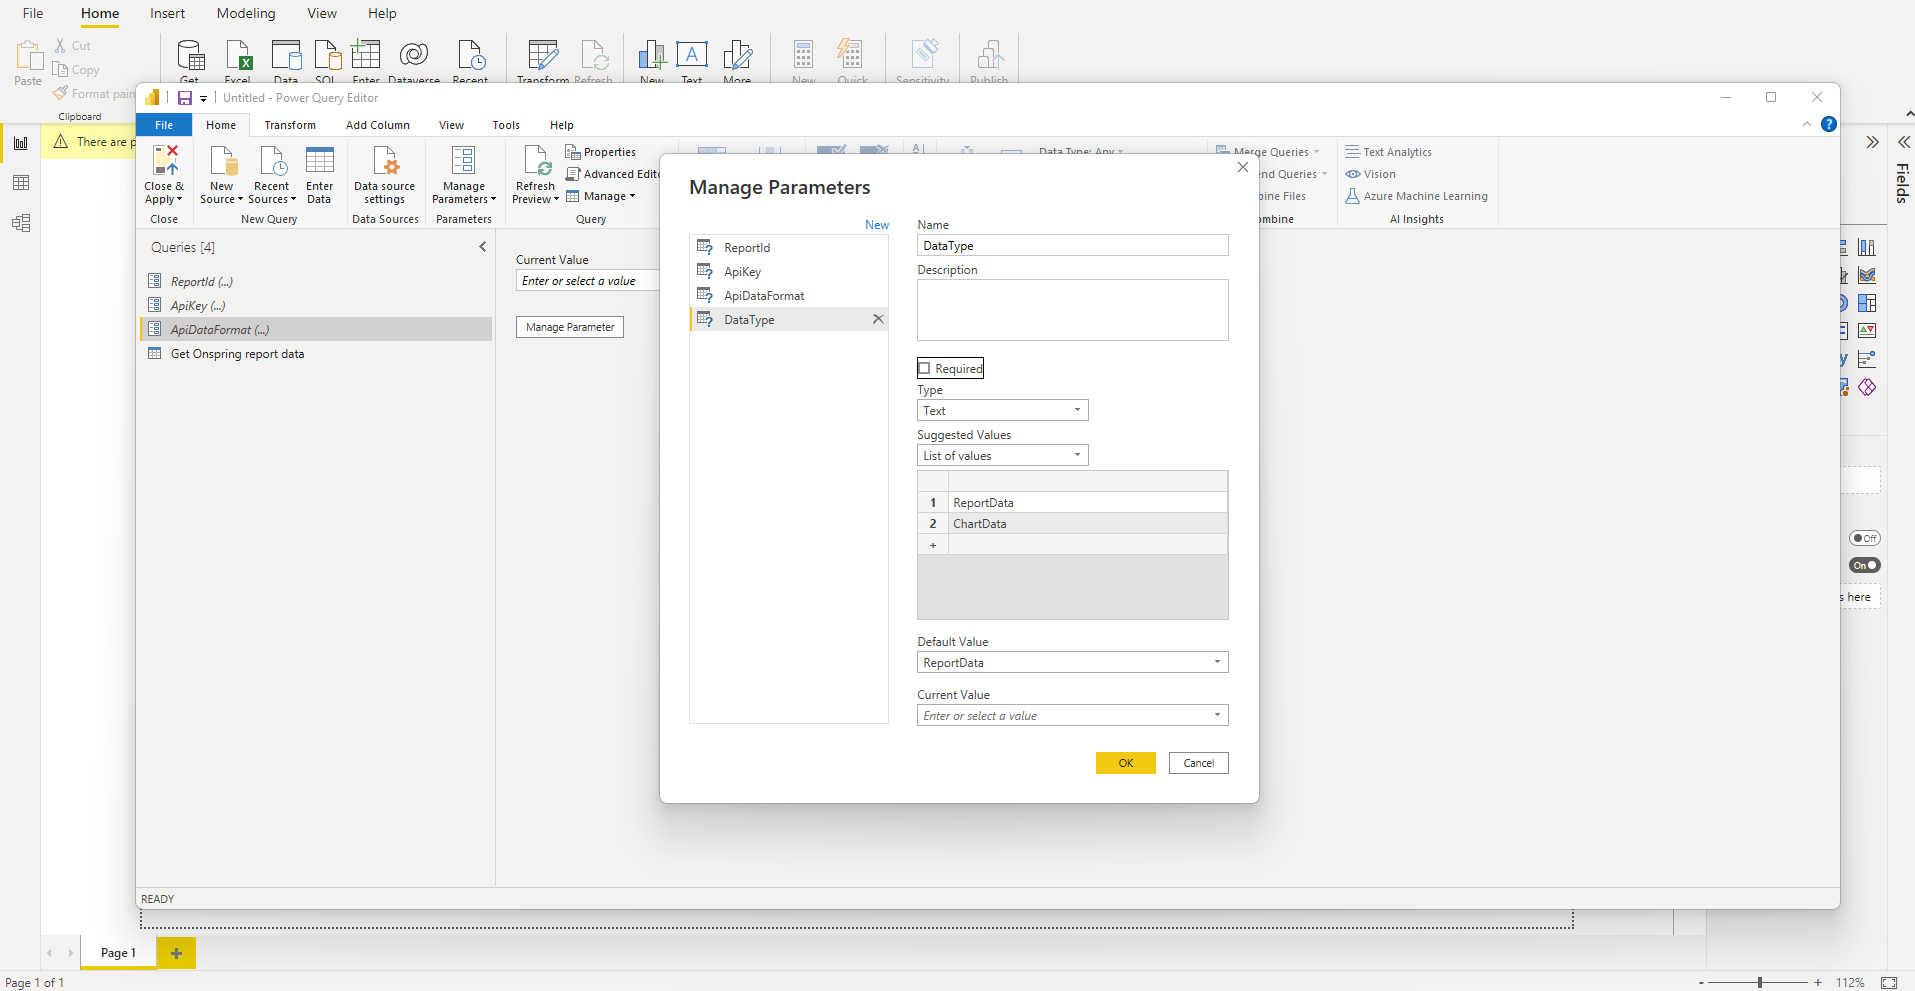 File Home Insert Modeling View Help
Paste
Cut
Copy
Format pain
Clipboard
Get Excel Data SQL Enter Dataverse Recent Transform Refresh New Text More New Quick Sensitivity Publish
There are p
Untitled - Power Query Editor
File Home Transform Add Column View Tools Help
Close &
Apply
Close
New
Source
Recent
Sources
Enter
Data
New Query
Data source
settings
Data Sources
Manage
Parameters
Parameters
Refresh
Preview
Properties
Advanced Edito
Manage
Query
Data Type: Any
Merge Queries
end Queries
bine Files
ombine
Text Analytics
Vision
Azure Machine Learning
AI Insights
Fields
Queries [4]
ReportId (...)
ApiKey (...)
ApiDataFormat (...)
Get Onspring report data
Current Value
Enter or select a value
Manage Parameter
Manage Parameters
New
ReportId
ApiKey
ApiDataFormat
DataType
Name
DataType
Description
Required
Type
Text
Suggested Values
List of values
1 ReportData
2 ChartData
+
Default Value
ReportData
Current Value
Enter or select a value
OK Cancel
Off
On
s here
READY
Page 1 +
Page 1 of 1
- + 112%